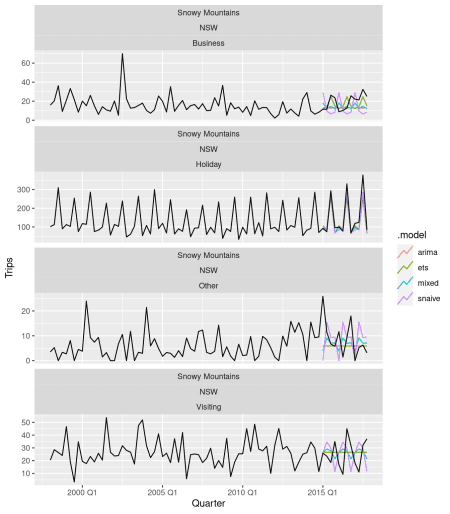 Snowy Mountains
NSW
Business
60
40
20
0
Snowy Mountains
NSW
Holiday
300
200
100
Snowy Mountains
NSW
Other
20
10
0
Snowy Mountains
NSW
Visiting
50
40
30
20
10
2000 Q1 2005 Q1 2010 Q1 2015 Q1
Quarter
Trips
.model
arima
ets
mixed
snaive